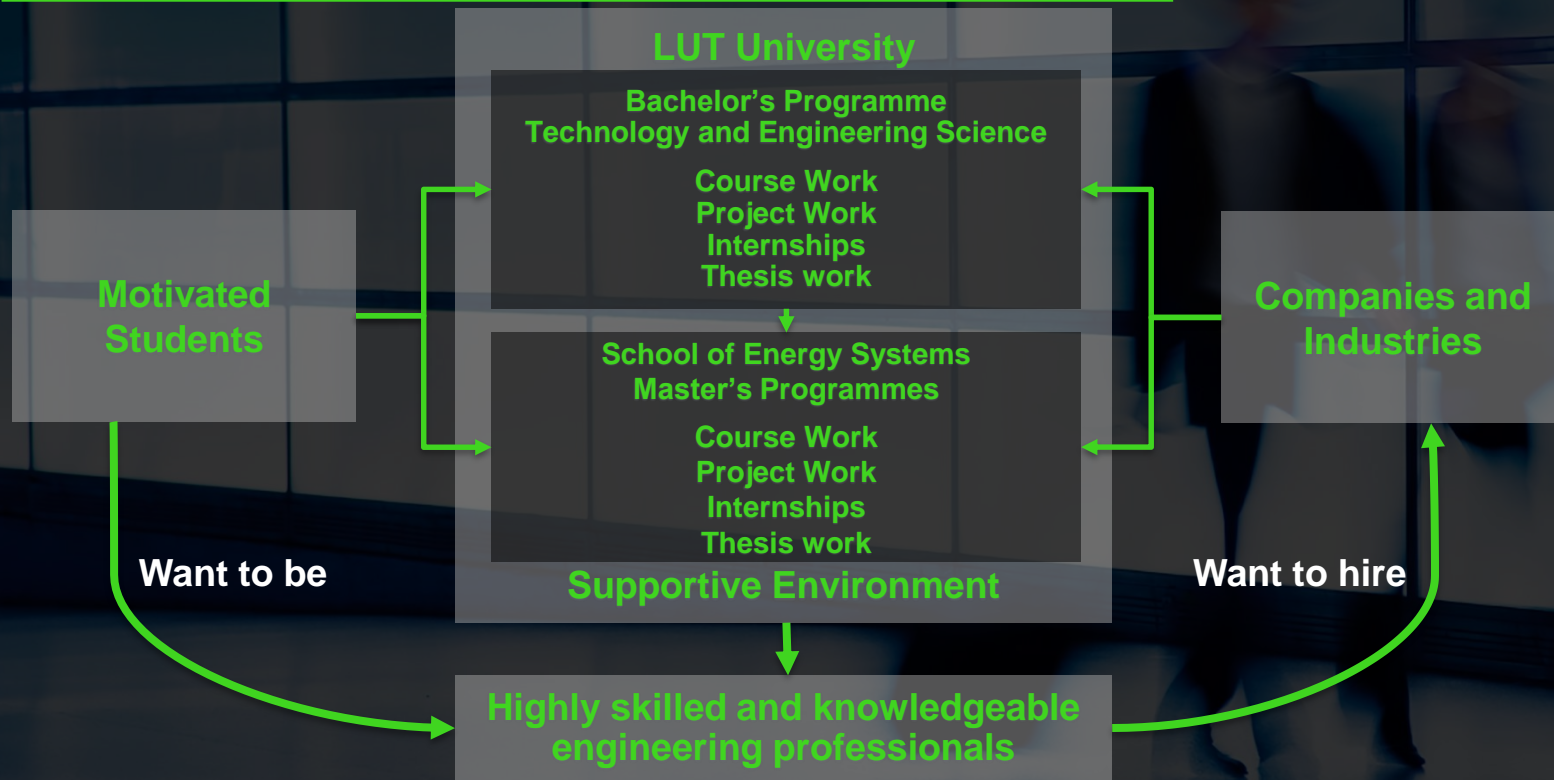 LUT University
Bachelor’s Programme
Technology and Engineering Science
Course Work
Project Work
Internships
Thesis work
Motivated
Students
Companies and
Industries
School of Energy Systems
Master’s Programmes
Course Work
Project Work
Internships
Thesis work
Supportive Environment
Want to be
Want to hire
Highly skilled and knowledgeable
engineering professionals